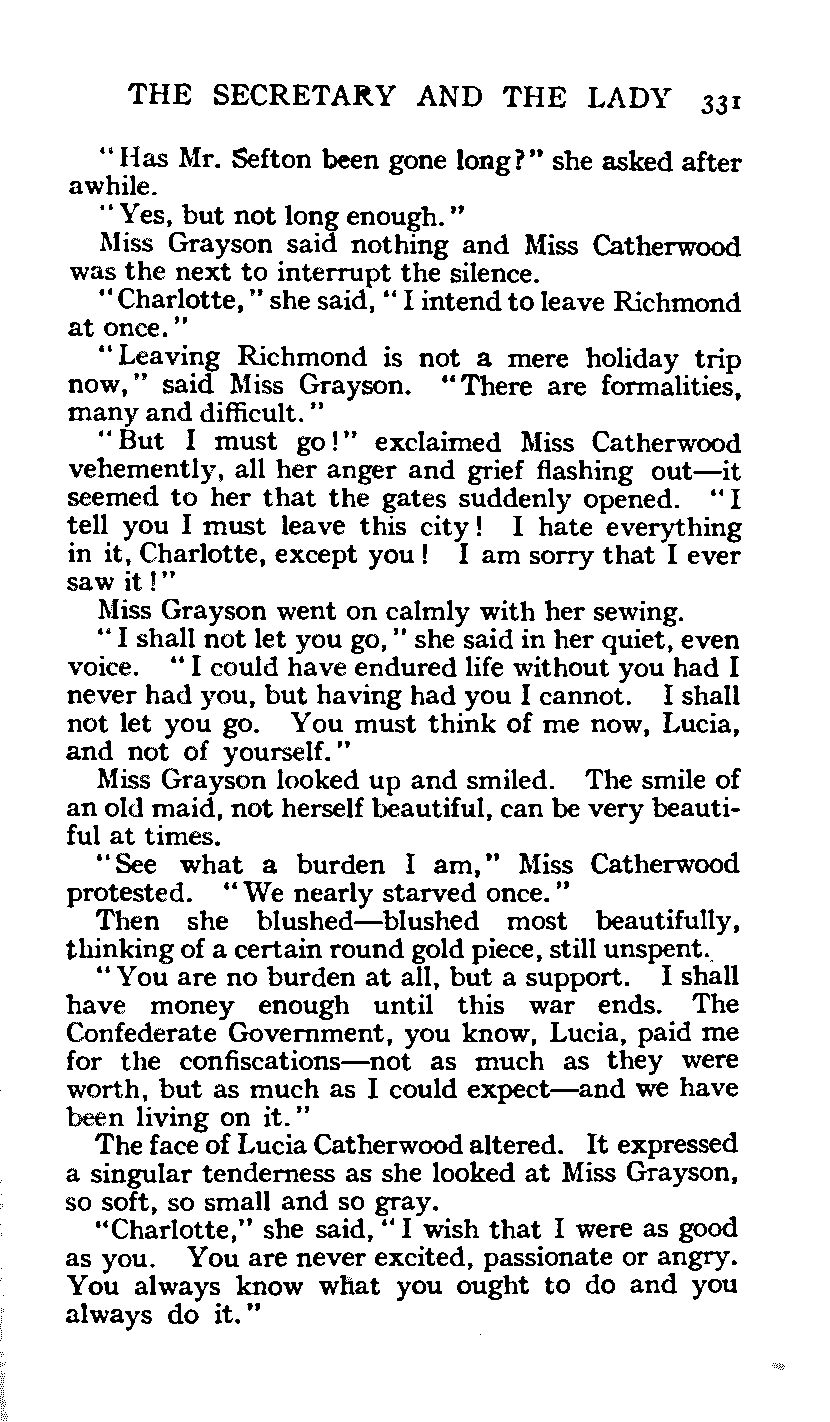 THE SECRETARY AND THE LADY 331
"Has Mr. Sefton been gone long?" she asked after
awhile.
"Yes, but not long enough."
Miss Grayson said nothing and Miss Catherwood
was the next to interrupt the silence.
"Charlotte," she said, "I intend to leave Richmond
at once."
"Leaving Richmond is not a mere holiday trip
now," said Miss Grayson. "There are formalities,
many and difficult."
"But I must go!" exclaimed Miss Catherwood
vehemently, all her anger and grief flashing out—it
seemed to her that the gates suddenly opened. "I
tell you I must leave this city! I hate everything
in it, Charlotte, except you! I am sorry that I ever
saw it!"
Miss Grayson went on calmly with her sewing.
"I shall not let you go," she said in her quiet, even
voice. "I could have endured life without you had I
never had you, but having had you I cannot. I shall
not let you go. You must think of me now, Lucia,
and not of yourself."
Miss Grayson looked up and smiled. The smile of
an old maid, not herself beautiful, can be very beauti-
ful at times.
"See what a burden I am," Miss Catherwood
protested. "We nearly starved once."
Then she blushed—blushed most beautifully,
thinking of a certain round gold piece, still unspent.
"You are no burden at all, but a support. I shall
have money enough until this war ends. The
Confederate Government, you know, Lucia, paid me
for the confiscations—not as much as they were
worth, but as much as I could expect—and we have
been living on it."
The face of Lucia Catherwood altered. It expressed
a singular tenderness as she looked at Miss Grayson,
so soft, so small and so gray.
"Charlotte," she said, "I wish that I were as good
as you. You are never excited, passionate or angry.
You always know what you ought to do and you
always do it."